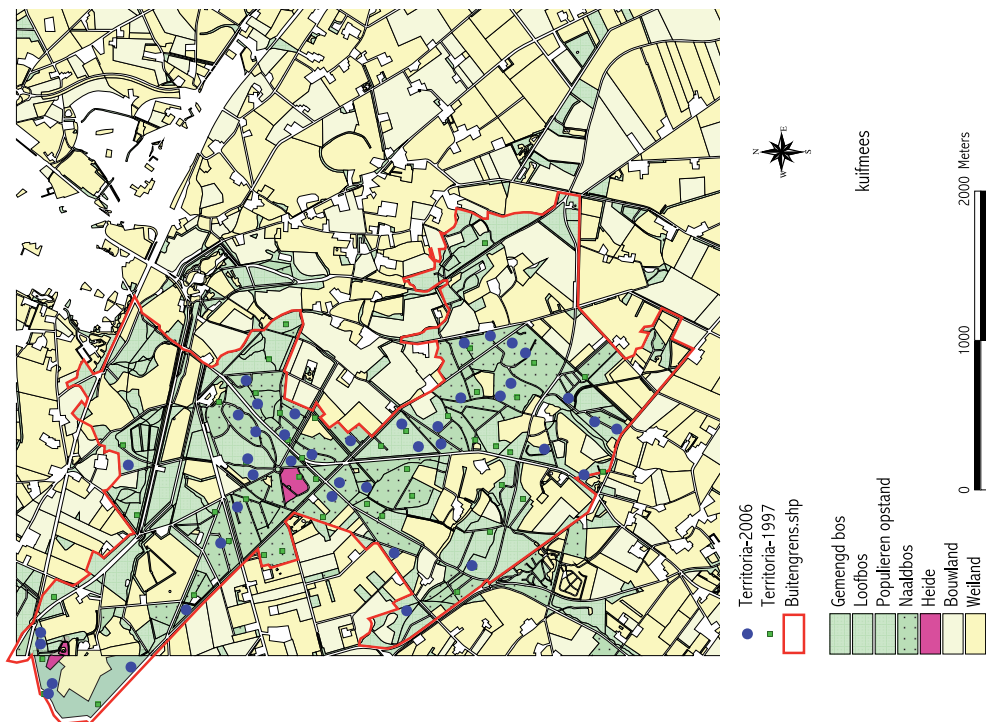 N
W
E
S
kuifmees
0
1000
2000 Meters
Territoria-2006
Territoria-1997
Buitengrens.shp
Gemengd bos
Loofbos
Populieren opstand
Naaldbos
Heide
Bouwland
Weiland